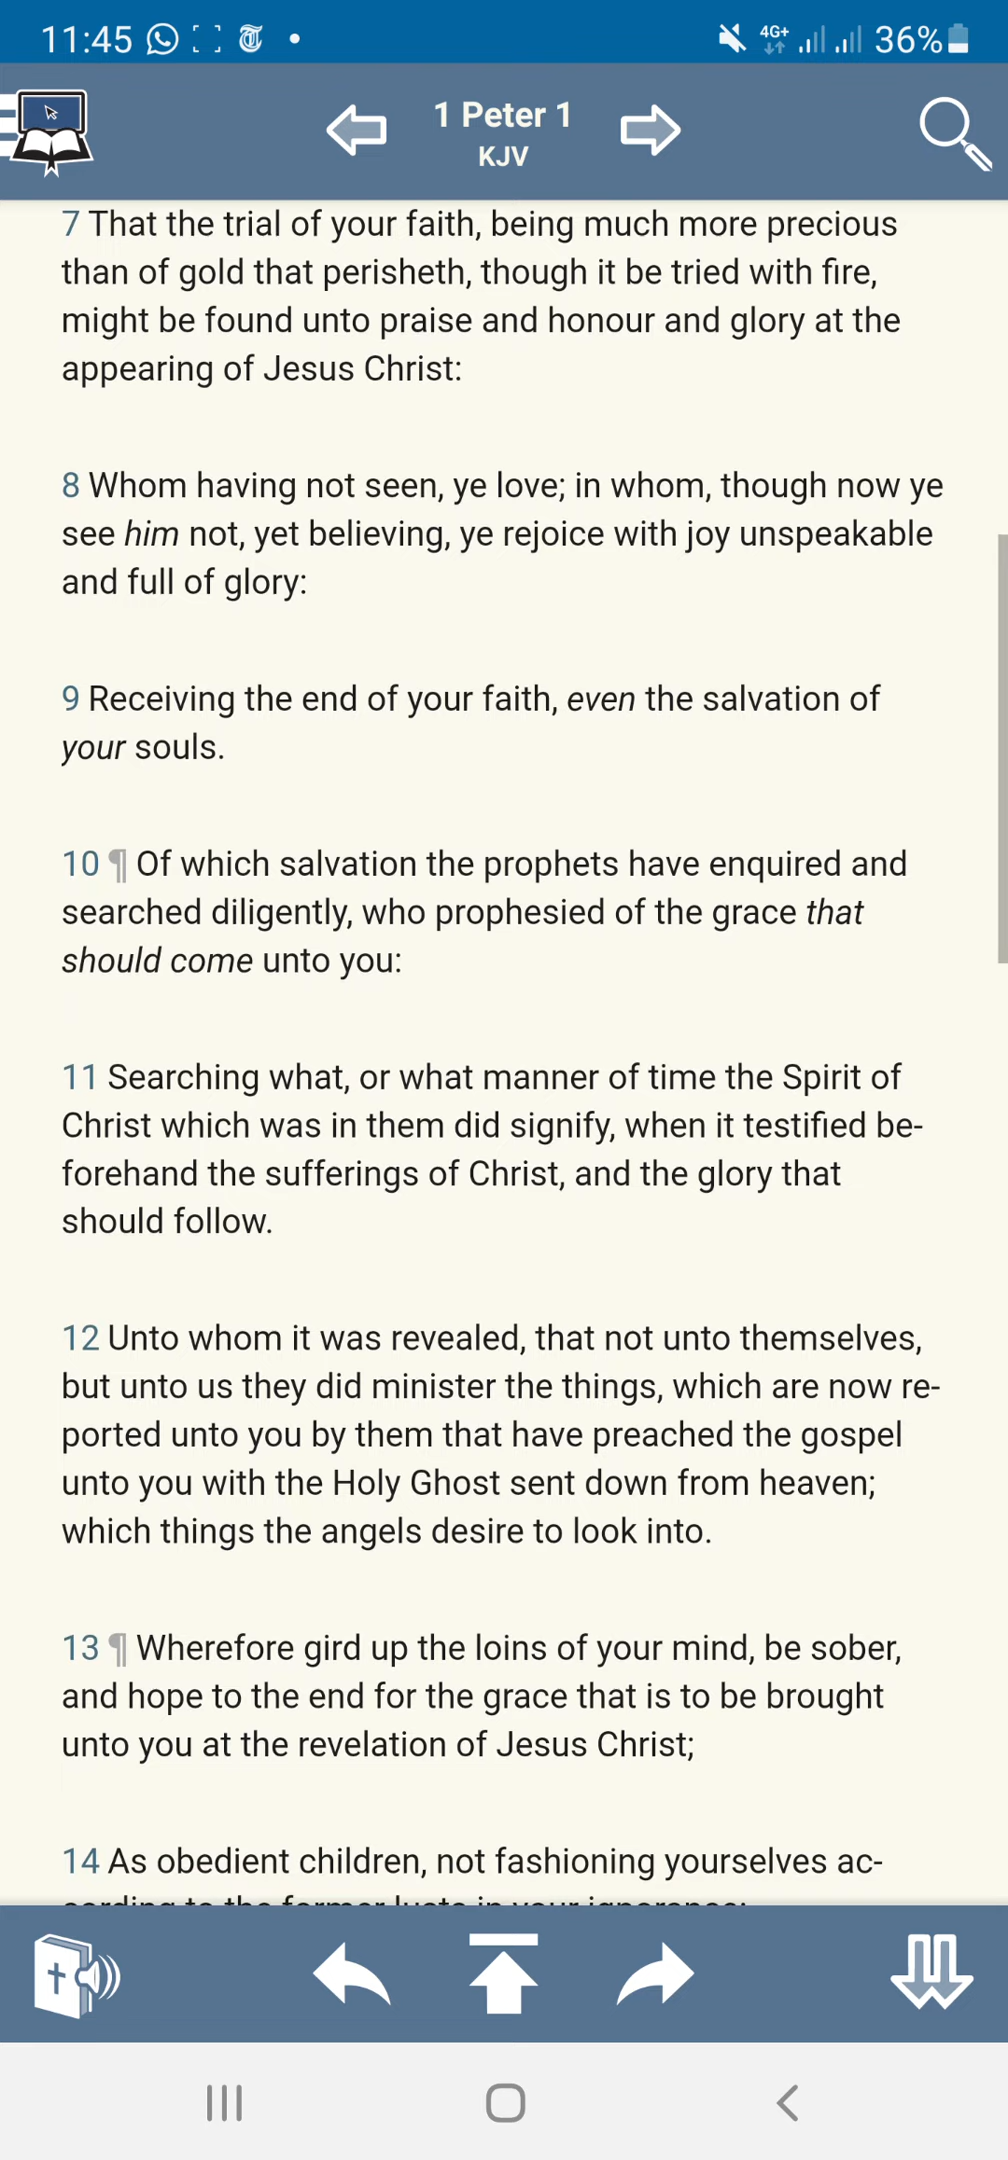 11:45
4G+
36%
1 Peter 1
KJV
7 That the trial of your faith, being much more precious
than of gold that perisheth, though it be tried with fire,
might be found unto praise and honour and glory at the
appearing of Jesus Christ:
8 Whom having not seen, ye love; in whom, though now ye
see him not, yet believing, ye rejoice with joy unspeakable
and full of glory:
9 Receiving the end of your faith, even the salvation of
your souls.
10 ¶ Of which salvation the prophets have enquired and
searched diligently, who prophesied of the grace that
should come unto you:
11 Searching what, or what manner of time the Spirit of
Christ which was in them did signify, when it testified be-
forehand the sufferings of Christ, and the glory that
should follow.
12 Unto whom it was revealed, that not unto themselves,
but unto us they did minister the things, which are now re-
ported unto you by them that have preached the gospel
unto you with the Holy Ghost sent down from heaven;
which things the angels desire to look into.
13 ¶ Wherefore gird up the loins of your mind, be sober,
and hope to the end for the grace that is to be brought
unto you at the revelation of Jesus Christ;
14 As obedient children, not fashioning yourselves ac-
cording to the former lusts in your ignorance: